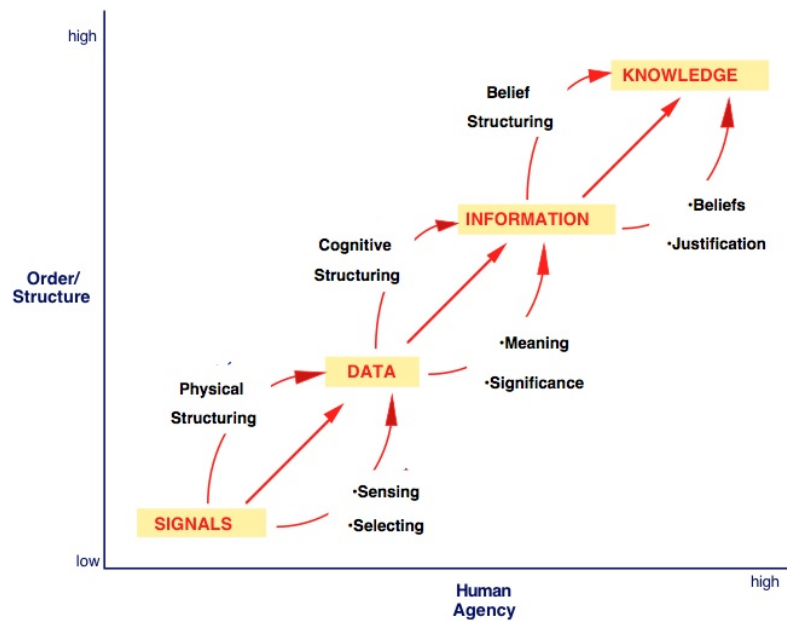 high
KNOWLEDGE
Belief
Structuring
•Beliefs
INFORMATION
•Justification
Cognitive
Structuring
Order/
Structure
•Meaning
DATA
•Significance
Physical
Structuring
•Sensing
SIGNALS
•Selecting
low
high
Human
Agency